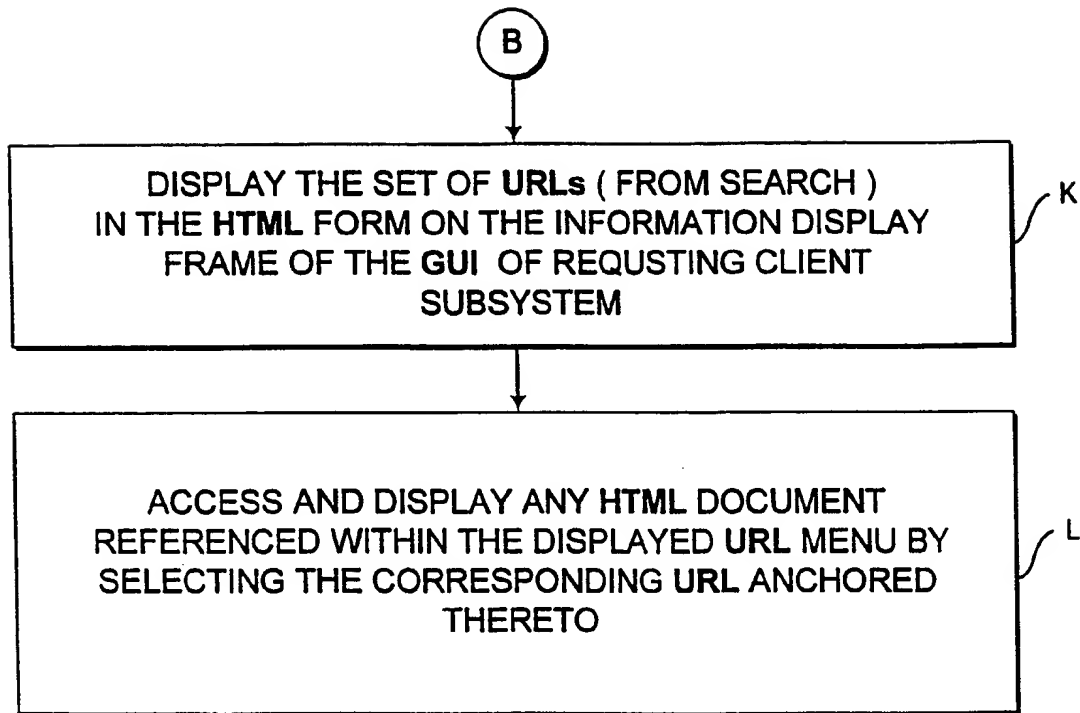 B
DISPLAY THE SET OF URLs ( FROM SEARCH )
IN THE HTML FORM ON THE INFORMATION DISPLAY
FRAME OF THE GUI OF REQUSTING CLIENT
SUBSYSTEM
K
ACCESS AND DISPLAY ANY HTML DOCUMENT
REFERENCED WITHIN THE DISPLAYED URL MENU BY
SELECTING THE CORRESPONDING URL ANCHORED
THERETO
L